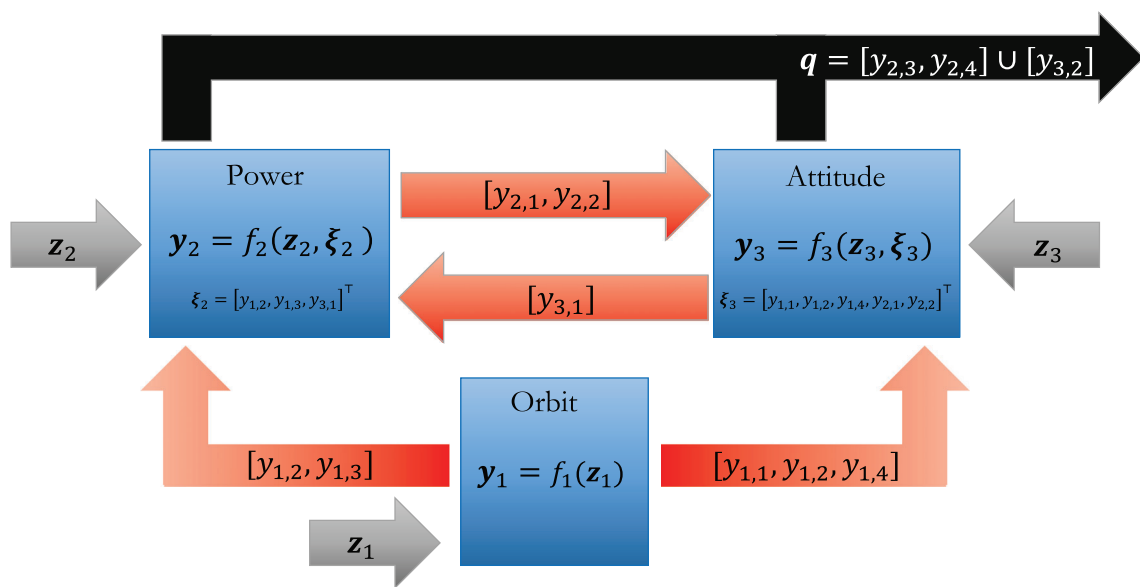 𝒒 = [y₂,₃, y₂,₄] ∪ [y₃,₂]
Power
𝒚₂ = f₂(𝒛₂, 𝝃₂ )
𝝃₂ = [y₁,₂, y₁,₃, y₃,₁]⊤
[y₂,₁, y₂,₂]
[y₃,₁]
Attitude
𝒚₃ = f₃(𝒛₃, 𝝃₃)
𝝃₃ = [y₁,₁, y₁,₂, y₁,₄, y₂,₁, y₂,₂]⊤
𝒛₂
𝒛₃
Orbit
𝒚₁ = f₁(𝒛₁)
[y₁,₂, y₁,₃]
[y₁,₁, y₁,₂, y₁,₄]
𝒛₁